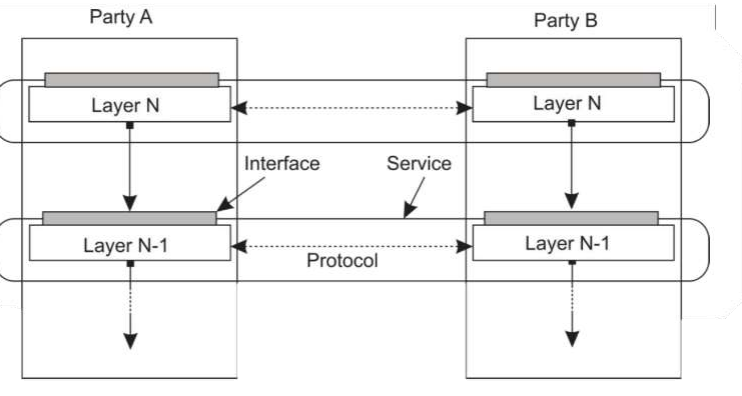 Party A
Party B
Layer N
Layer N
Interface
Service
Layer N-1
Layer N-1
Protocol